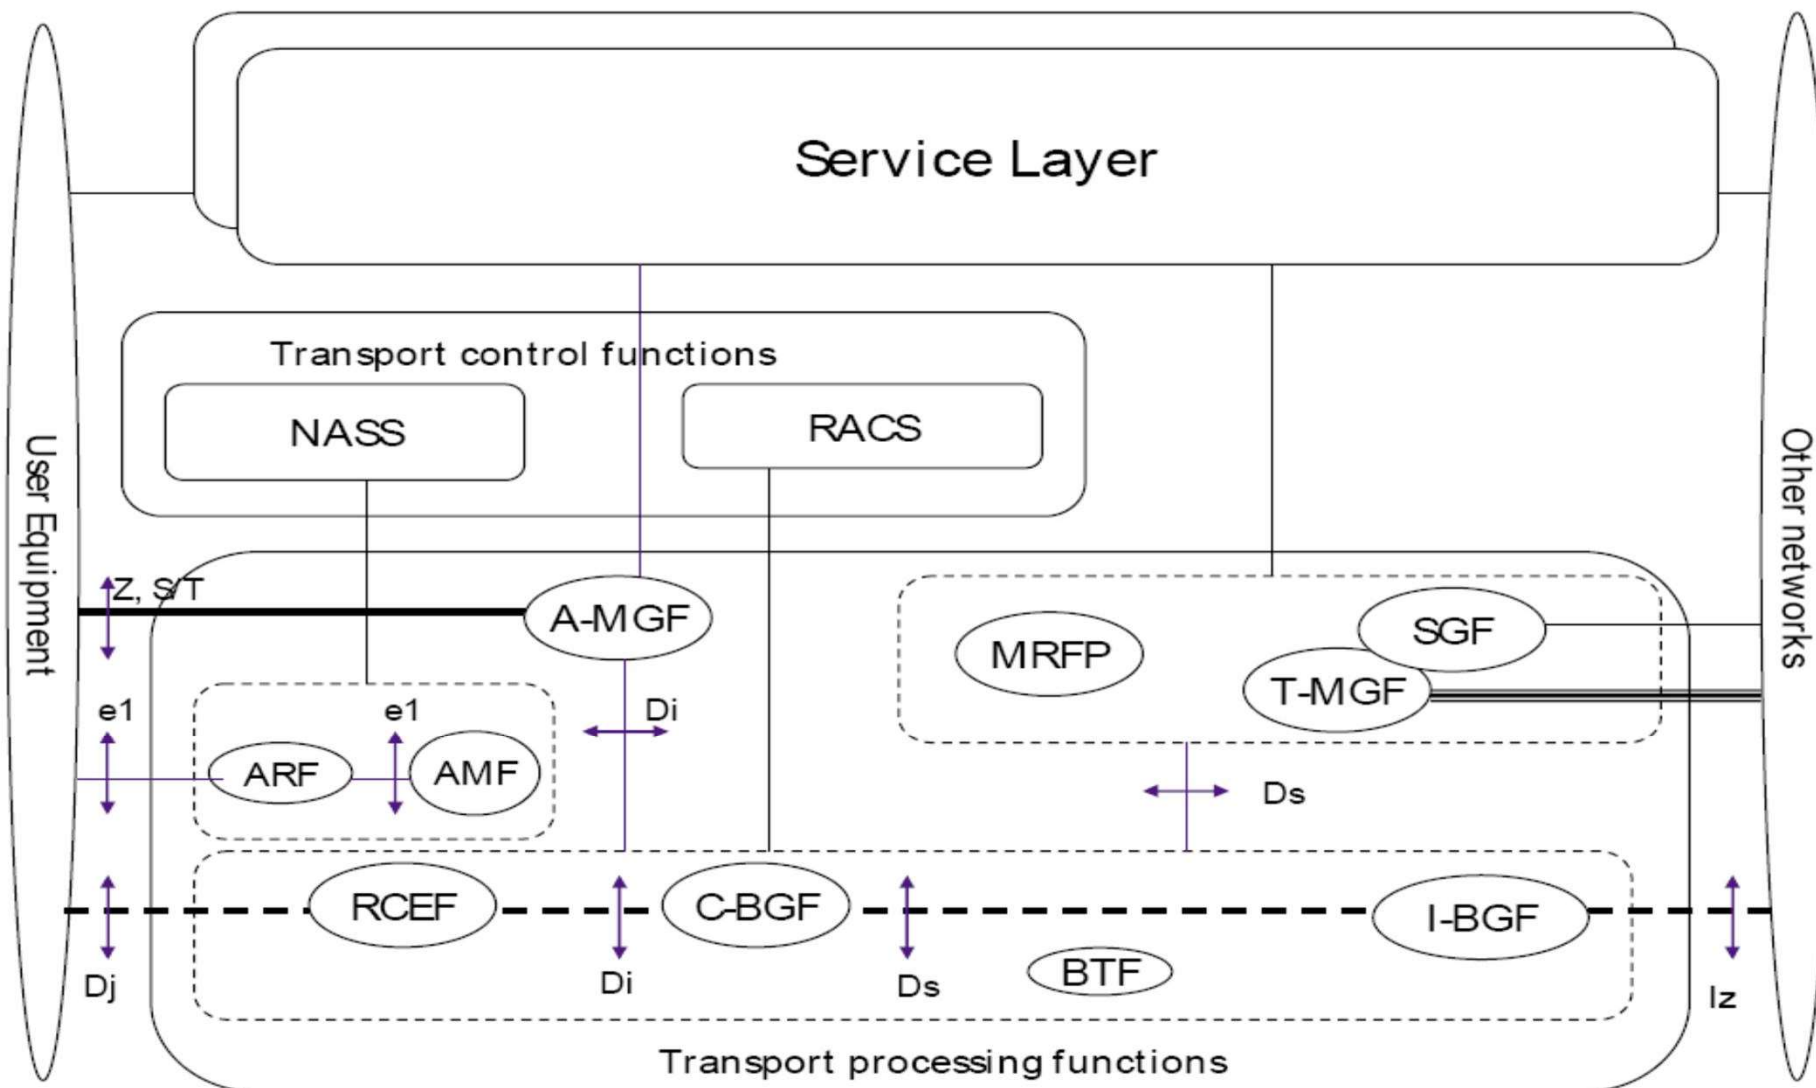 Service Layer
Transport control functions
NASS
RACS
User Equipment
Other networks
Z, S/T
A-MGF
MRFP
SGF
T-MGF
e1
e1
Di
ARF
AMF
Ds
RCEF
C-BGF
I-BGF
BTF
Dj
Di
Ds
Iz
Transport processing functions